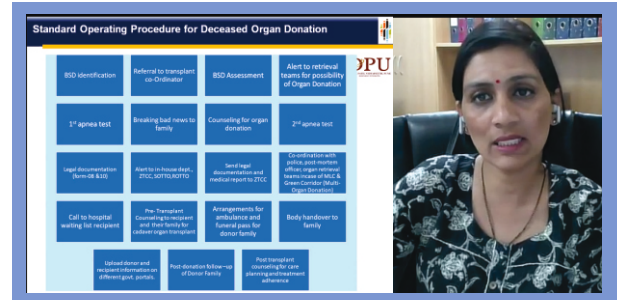 Standard Operating Procedure for Deceased Organ Donation
BSD identification
Referral to transplant
co-Ordinator
BSD Assessment
Alert to retrieval
teams for possibility
of Organ Donation
1st apnea test
Breaking bad news to
family
Counseling for organ
donation
2nd apnea test
Legal documentation
(form-08 &10)
Alert to in-house dept.,
ZTCC, SOTTO,ROTTO
Send legal
documentation and
medical report to ZTCC
Co-ordination with
police, post-mortem
officer, organ retrieval
teams incase of MLC &
Green Corridor (Multi-
Organ Donation)
Call to hospital
waiting list recipient
Pre- Transplant
Counseling to recipient
and their family for
cadaver organ transplant
Arrangements for
ambulance and
funeral pass for
donor family
Body handover to
family
Upload donor and
recipient information on
different govt. portals.
Post-donation follow-up
of Donor Family
Post transplant
counseling for care
planning and treatment
adherence
DPU